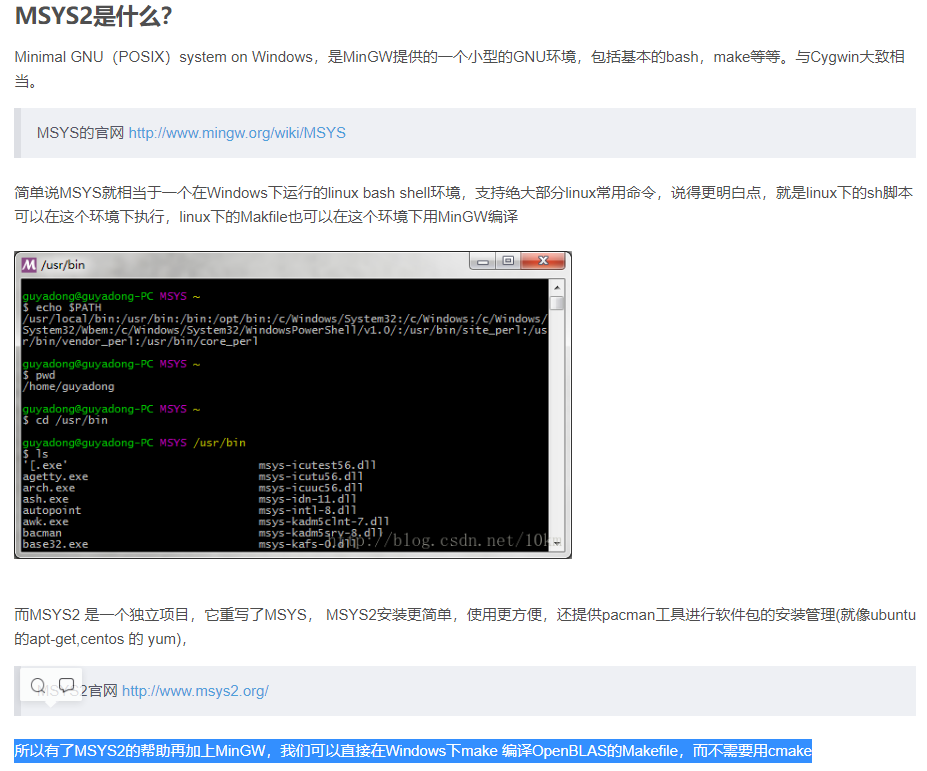 MSYS2是什么?
Minimal GNU（POSIX）system on Windows，是MinGW提供的一个小型的GNU环境，包括基本的bash，make等等。与Cygwin大致相
当。
MSYS的官网 http://www.mingw.org/wiki/MSYS
简单说MSYS就相当于一个在Windows下运行的linux bash shell环境，支持绝大部分linux常用命令，说得更明白点，就是linux下的sh脚本
可以在这个环境下执行，linux下的Makfile也可以在这个环境下用MinGW编译
/usr/bin
guyadong@guyadong-PC MSYS ~
$ echo $PATH
/usr/local/bin:/usr/bin:/bin:/opt/bin:/c/Windows/System32:/c/Windows:/c/Windows/
System32/Wbem:/c/Windows/System32/WindowsPowerShell/v1.0/:/usr/bin/site_perl:/us
r/bin/vendor_perl:/usr/bin/core_perl
guyadong@guyadong-PC MSYS ~
$ pwd
/home/guyadong
guyadong@guyadong-PC MSYS ~
$ cd /usr/bin
guyadong@guyadong-PC MSYS /usr/bin
$ ls
'[.exe' msys-icutest56.dll
agetty.exe msys-icutu56.dll
arch.exe msys-icuuc56.dll
ash.exe msys-idn-11.dll
autopoint msys-intl-8.dll
awk.exe msys-kadm5clnt-7.dll
bacman msys-kadm5srv-8.dll
base32.exe msys-kafs-0.dll
http://blog.csdn.net/10km
而MSYS2 是一个独立项目，它重写了MSYS， MSYS2安装更简单，使用更方便，还提供pacman工具进行软件包的安装管理(就像ubuntu
的apt-get,centos 的 yum)，
MSYS2官网 http://www.msys2.org/
所以有了MSYS2的帮助再加上MinGW，我们可以直接在Windows下make 编译OpenBLAS的Makefile，而不需要用cmake